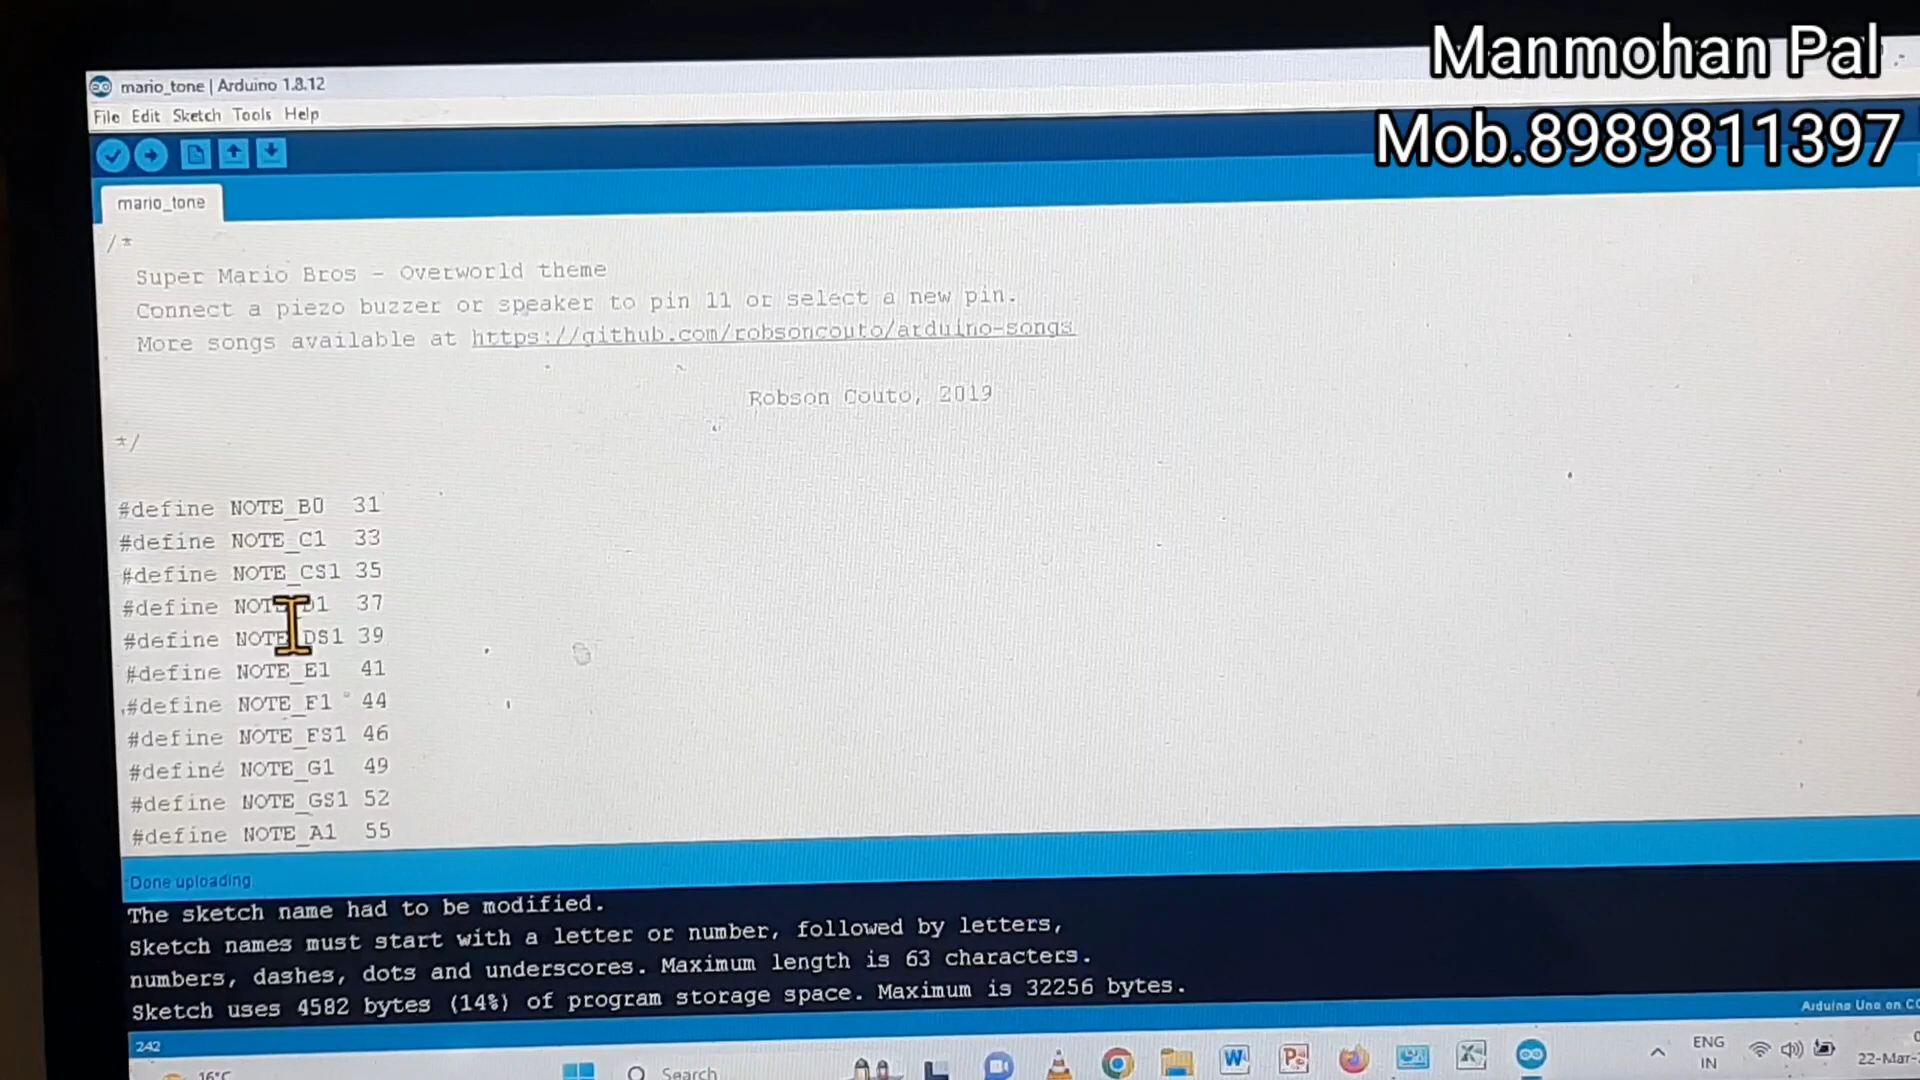 Manmohan Pal
Mob.8989811397
mario_tone | Arduino 1.8.12
File Edit Sketch Tools Help
mario_tone
/*
Super Mario Bros - Overworld theme
Connect a piezo buzzer or speaker to pin 11 or select a new pin.
More songs available at https://github.com/robsoncouto/arduino-songs
Robson Couto, 2019
*/
#define NOTE_B0 31
#define NOTE_C1 33
#define NOTE_CS1 35
#define NOTE_D1 37
#define NOTE_DS1 39
#define NOTE_E1 41
#define NOTE_F1 44
#define NOTE_FS1 46
#define NOTE_G1 49
#define NOTE_GS1 52
#define NOTE_A1 55
Done uploading
The sketch name had to be modified.
Sketch names must start with a letter or number, followed by letters,
numbers, dashes, dots and underscores. Maximum length is 63 characters.
Sketch uses 4582 bytes (14%) of program storage space. Maximum is 32256 bytes.
242
Arduino Uno on
16°C
Search
ENG
IN
22-Mar-